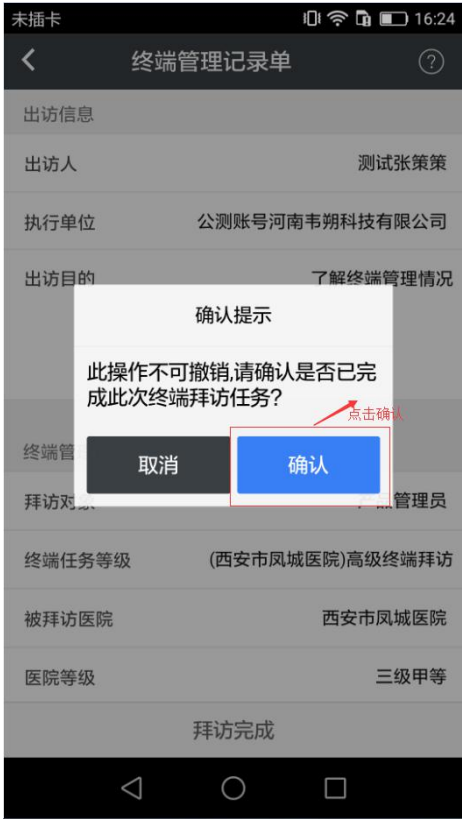 未插卡 16:24
终端管理记录单 ?
出访信息
出访人 测试张策策
执行单位 公测账号河南韦朔科技有限公司
出访目的 了解终端管理情况
确认提示
此操作不可撤销,请确认是否已完
成此次终端拜访任务?
点击确认
取消 确认
终端管
拜访对象 产品管理员
终端任务等级 (西安市凤城医院)高级终端拜访
被拜访医院 西安市凤城医院
医院等级 三级甲等
拜访完成